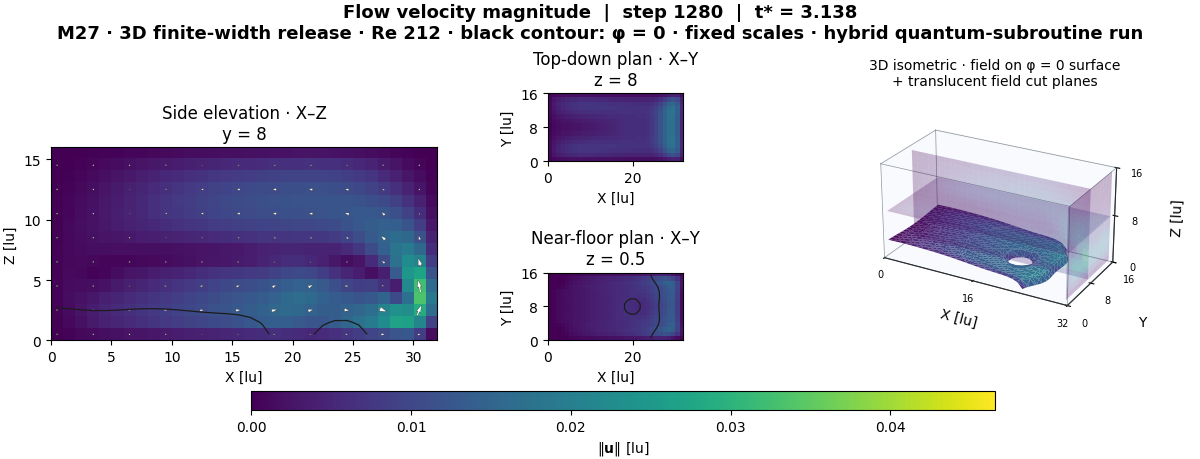 Flow velocity magnitude | step 1280 | t* = 3.138
M27 · 3D finite-width release · Re 212 · black contour: φ = 0 · fixed scales · hybrid quantum-subroutine run
Side elevation · X–Z
y = 8
15
10
5
0
Z [lu]
0 5 10 15 20 25 30
X [lu]
Top-down plan · X–Y
z = 8
16
8
0
Y [lu]
0 20
X [lu]
Near-floor plan · X–Y
z = 0.5
16
8
0
Y [lu]
0 20
X [lu]
3D isometric · field on φ = 0 surface
+ translucent field cut planes
16
8
0
Z [lu]
0
16
32
X [lu]
0
8
16
Y
0.00 0.01 0.02 0.03 0.04
‖u‖ [lu]